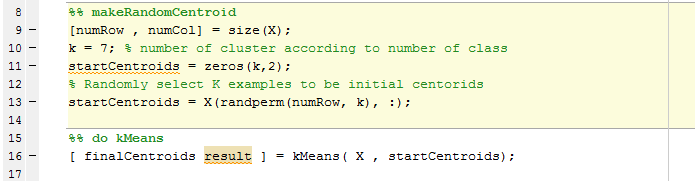 8 %% makeRandomCentroid
9 – [numRow , numCol] = size(X);
10 – k = 7; % number of cluster according to number of class
11 – startCentroids = zeros(k,2);
12 % Randomly select K examples to be initial centorids
13 – startCentroids = X(randperm(numRow, k), :);
14
15 %% do kMeans
16 – [ finalCentroids result ] = kMeans( X , startCentroids);
17